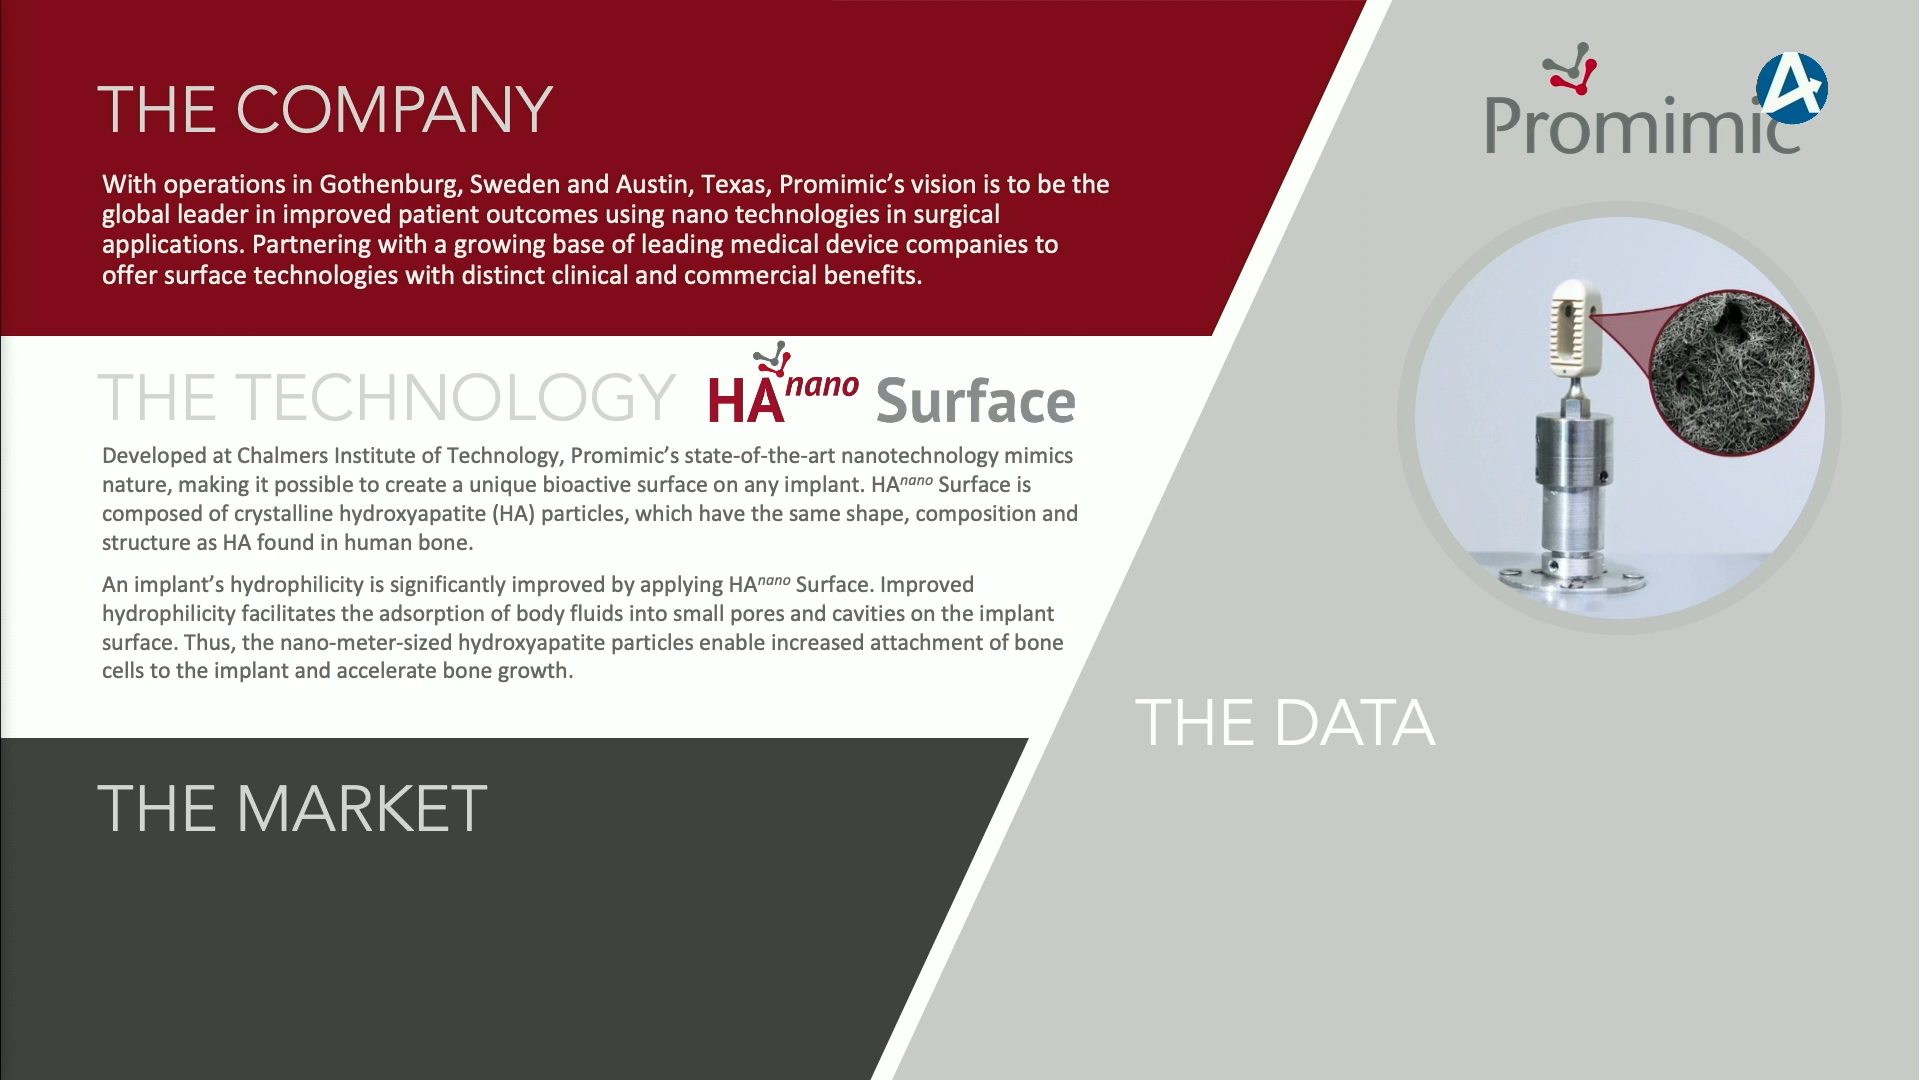 THE COMPANY
With operations in Gothenburg, Sweden and Austin, Texas, Promimic’s vision is to be the
global leader in improved patient outcomes using nano technologies in surgical
applications. Partnering with a growing base of leading medical device companies to
offer surface technologies with distinct clinical and commercial benefits.
THE TECHNOLOGY HAnano Surface
Developed at Chalmers Institute of Technology, Promimic’s state-of-the-art nanotechnology mimics
nature, making it possible to create a unique bioactive surface on any implant. HAnano Surface is
composed of crystalline hydroxyapatite (HA) particles, which have the same shape, composition and
structure as HA found in human bone.
An implant’s hydrophilicity is significantly improved by applying HAnano Surface. Improved
hydrophilicity facilitates the adsorption of body fluids into small pores and cavities on the implant
surface. Thus, the nano-meter-sized hydroxyapatite particles enable increased attachment of bone
cells to the implant and accelerate bone growth.
THE MARKET
Promimic
A
THE DATA